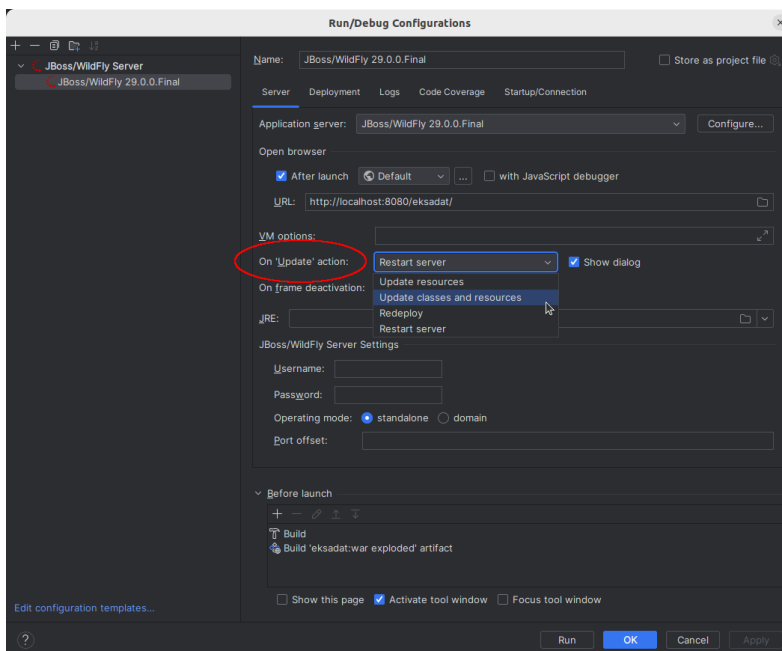 Run/Debug Configurations
JBoss/WildFly Server
JBoss/WildFly 29.0.0.Final
Name: JBoss/WildFly 29.0.0.Final Store as project file
Server Deployment Logs Code Coverage Startup/Connection
Application server: JBoss/WildFly 29.0.0.Final Configure...
Open browser
After launch Default ... with JavaScript debugger
URL: http://localhost:8080/eksadat/
VM options:
On 'Update' action: Restart server Show dialog
Update resources
On frame deactivation: Update classes and resources
Redeploy
JRE: Restart server
JBoss/WildFly Server Settings
Username:
Password:
Operating mode: standalone domain
Port offset:
Before launch
Build
Build 'eksadat:war exploded' artifact
Show this page Activate tool window Focus tool window
Edit configuration templates...
? Run OK Cancel Apply